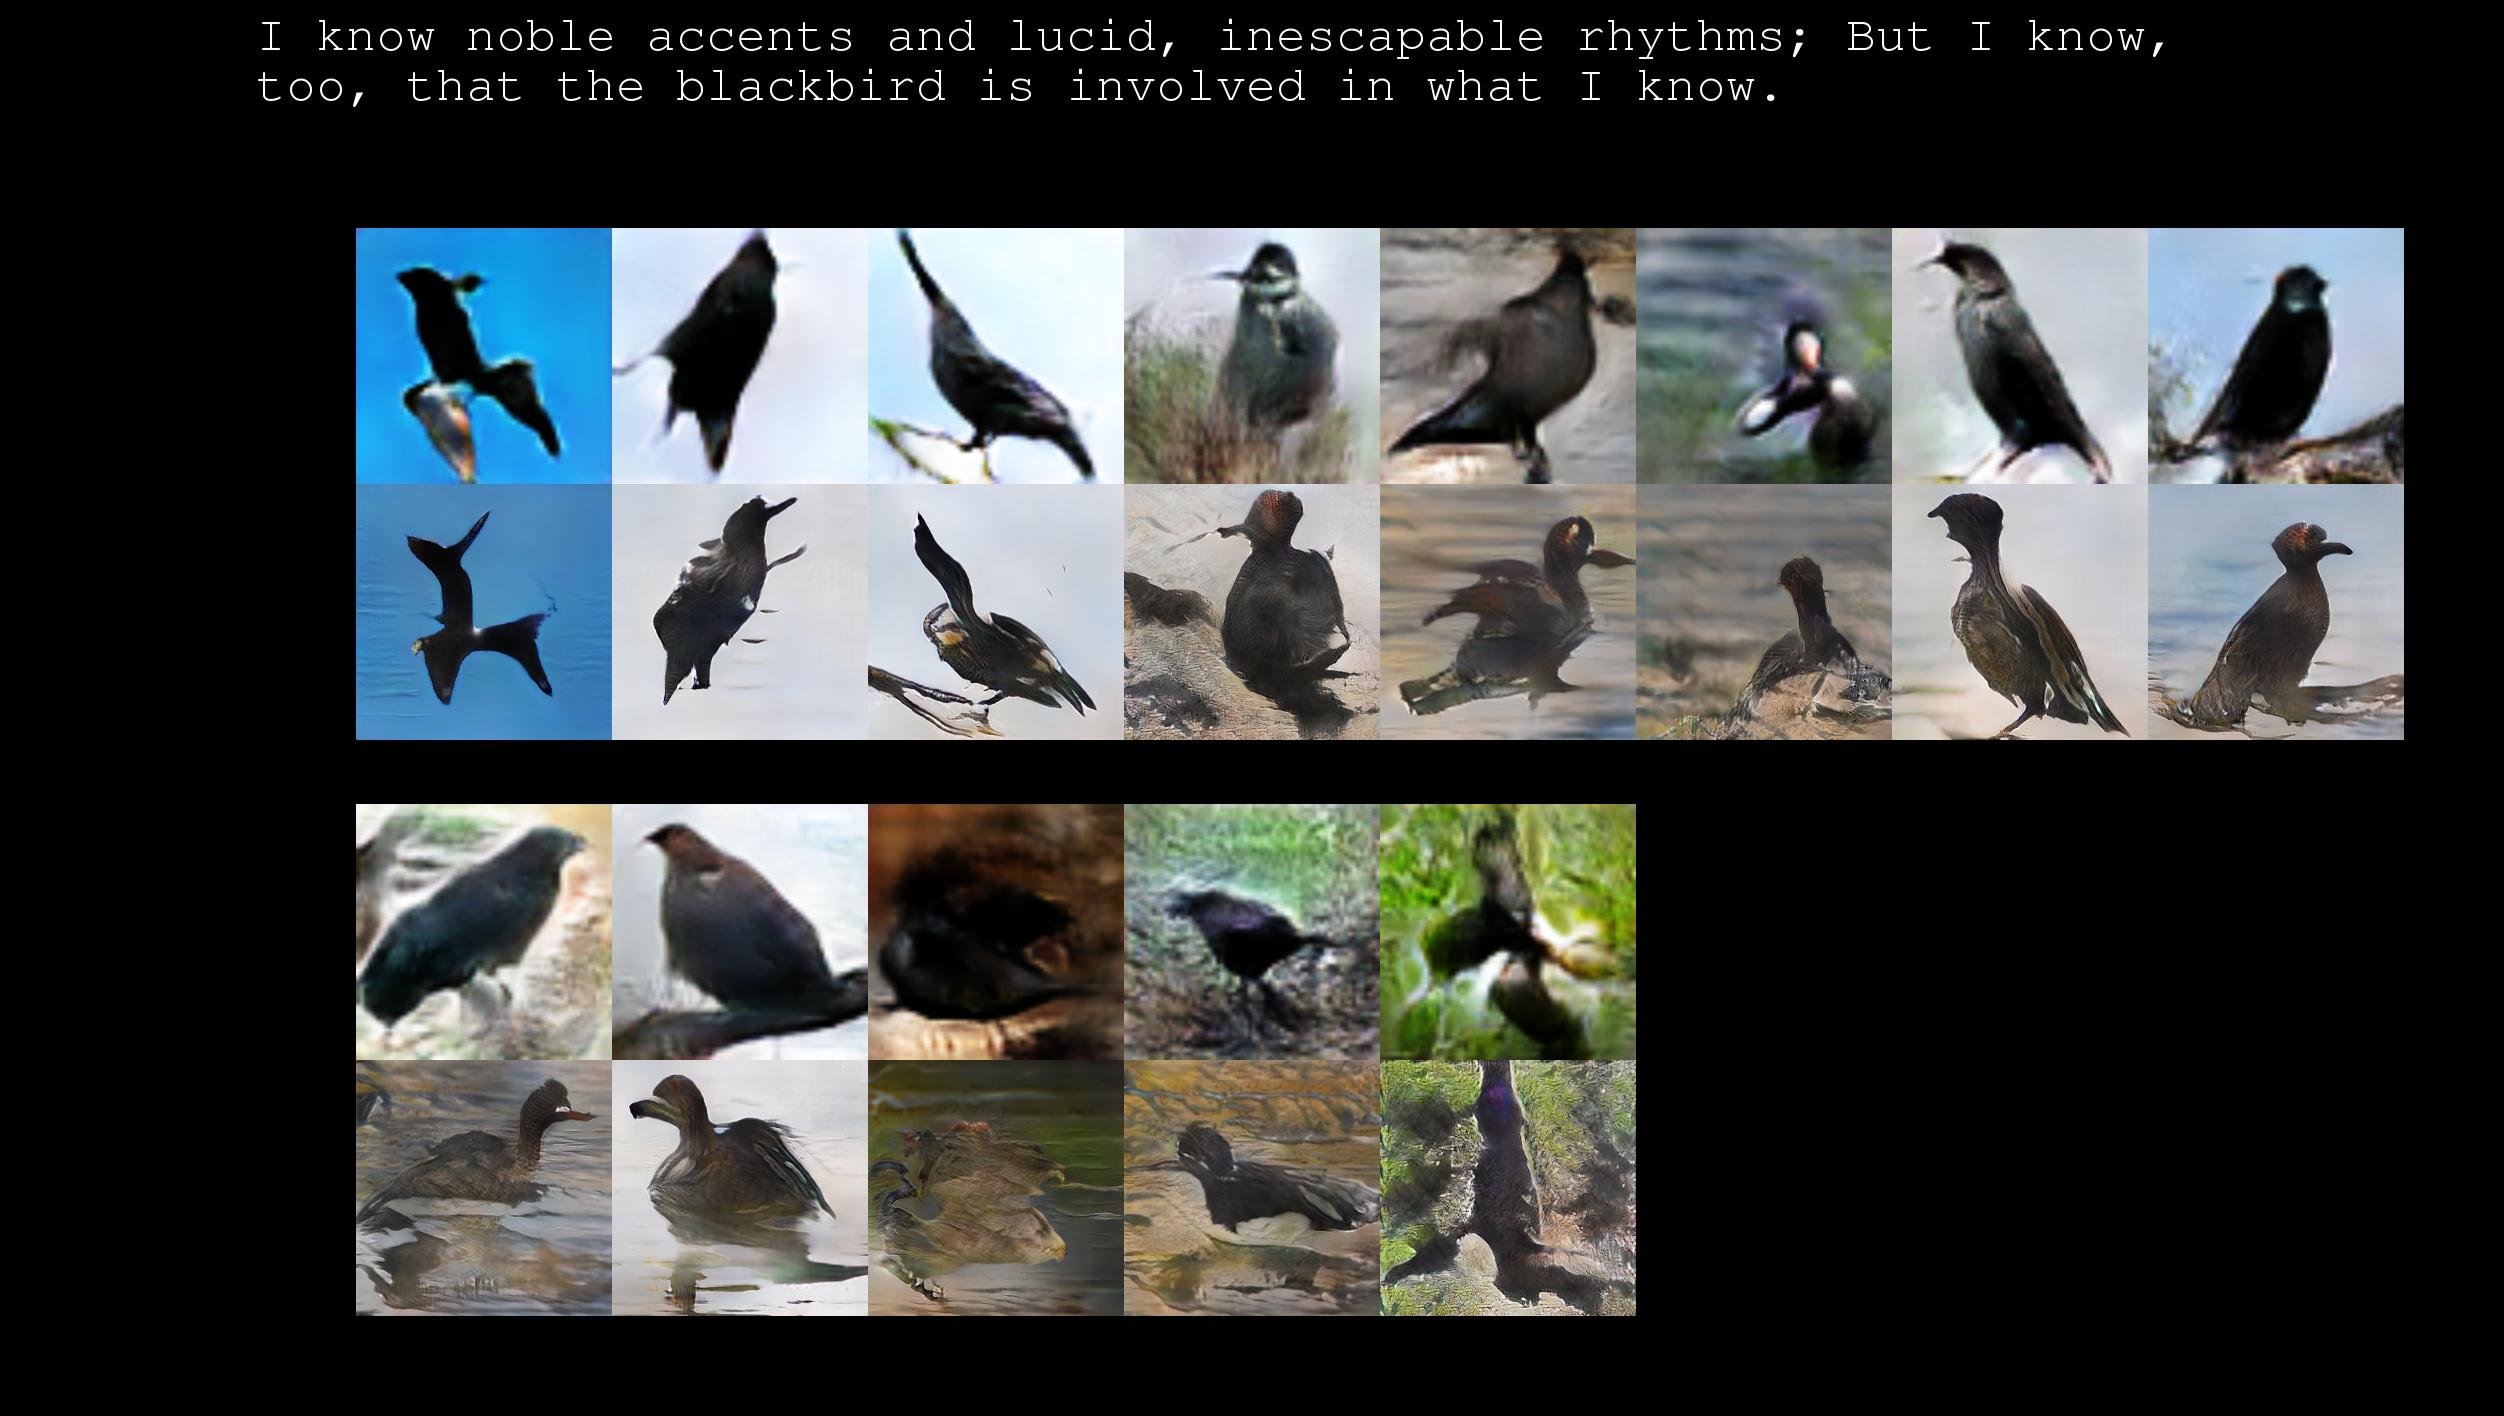 I know noble accents and lucid, inescapable rhythms; But I know,
too, that the blackbird is involved in what I know.